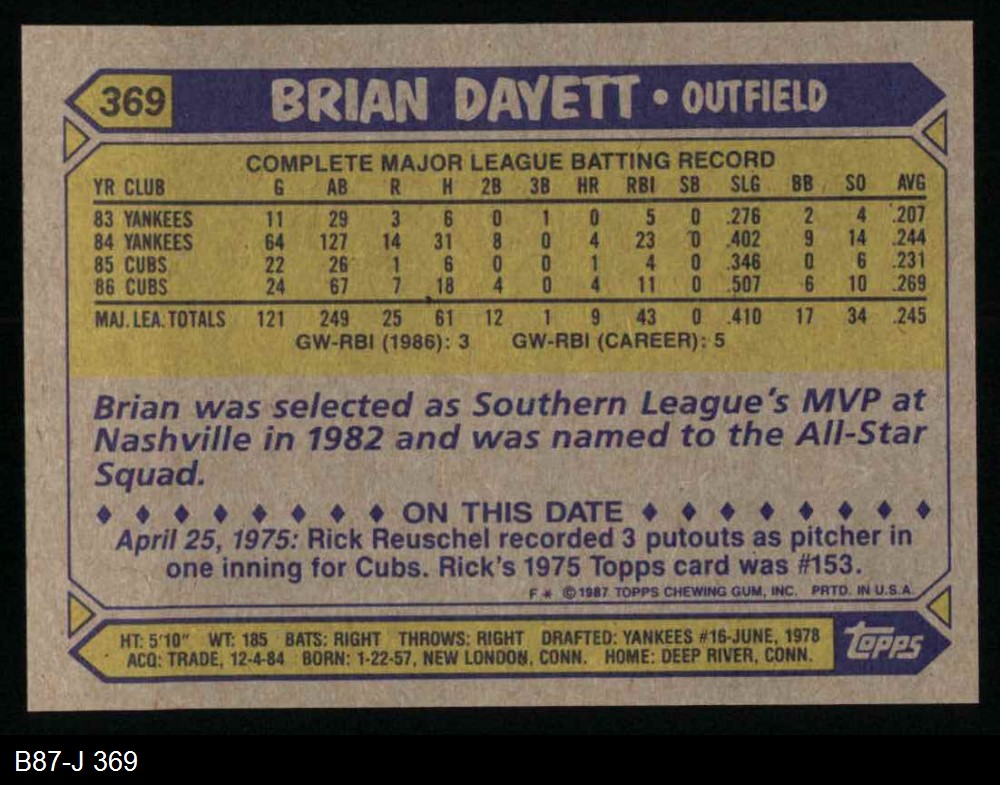 369 BRIAN DAYETT • OUTFIELD
COMPLETE MAJOR LEAGUE BATTING RECORD
YR CLUB G AB R H 2B 3B HR RBI SB SLG BB SO AVG
83 YANKEES 11 29 3 6 0 1 0 5 0 .276 2 4 .207
84 YANKEES 64 127 14 31 8 0 4 23 0 .402 9 14 .244
85 CUBS 22 26 1 6 0 0 1 4 0 .346 0 6 .231
86 CUBS 24 67 7 18 4 0 4 11 0 .507 6 10 .269
MAJ. LEA. TOTALS 121 249 25 61 12 1 9 43 0 .410 17 34 .245
GW-RBI (1986): 3 GW-RBI (CAREER): 5
Brian was selected as Southern League's MVP at
Nashville in 1982 and was named to the All-Star
Squad.
♦ ♦ ♦ ♦ ♦ ♦ ♦ ♦ ON THIS DATE ♦ ♦ ♦ ♦ ♦ ♦ ♦ ♦
April 25, 1975: Rick Reuschel recorded 3 putouts as pitcher in
one inning for Cubs. Rick's 1975 Topps card was #153.
F * © 1987 TOPPS CHEWING GUM, INC. PRTD. IN U.S.A.
HT: 5'10" WT: 185 BATS: RIGHT THROWS: RIGHT DRAFTED: YANKEES #16-JUNE, 1978
ACQ: TRADE, 12-4-84 BORN: 1-22-57, NEW LONDON, CONN. HOME: DEEP RIVER, CONN.
topps
B87-J 369